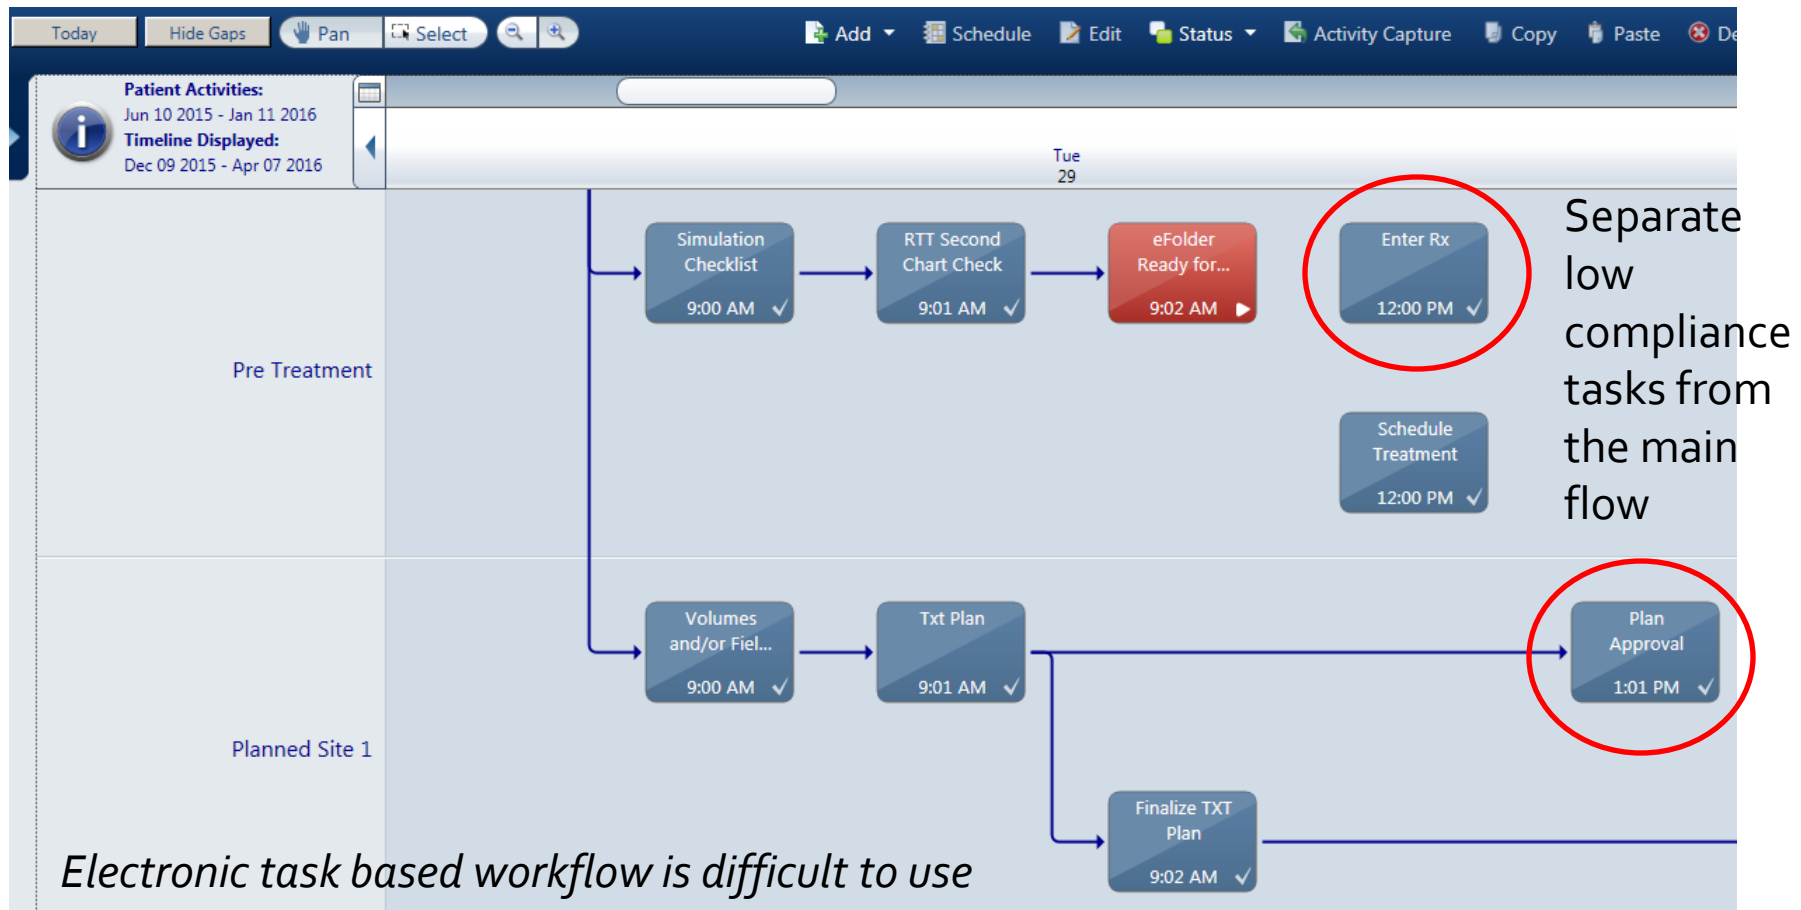 Today
Hide Gaps
Pan
Select
Add
Schedule
Edit
Status
Activity Capture
Copy
Paste
Patient Activities:
Jun 10 2015 - Jan 11 2016
Timeline Displayed:
Dec 09 2015 - Apr 07 2016
Tue
29
Pre Treatment
Simulation
Checklist
9:00 AM
RTT Second
Chart Check
9:01 AM
eFolder
Ready for...
9:02 AM
Enter Rx
12:00 PM
Schedule
Treatment
12:00 PM
Separate
low
compliance
tasks from
the main
flow
Planned Site 1
Volumes
and/or Fiel...
9:00 AM
Txt Plan
9:01 AM
Plan
Approval
1:01 PM
Finalize TXT
Plan
9:02 AM
Electronic task based workflow is difficult to use